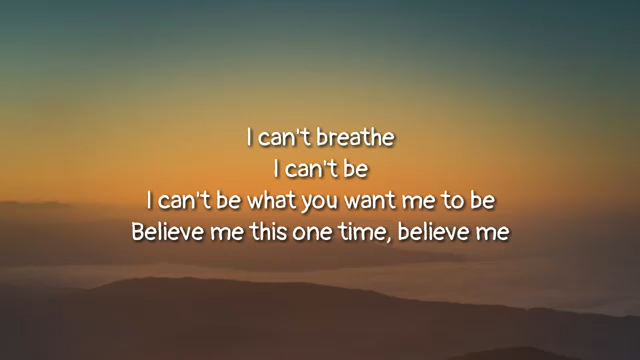 I can't breathe
I can't be
I can't be what you want me to be
Believe me this one time, believe me